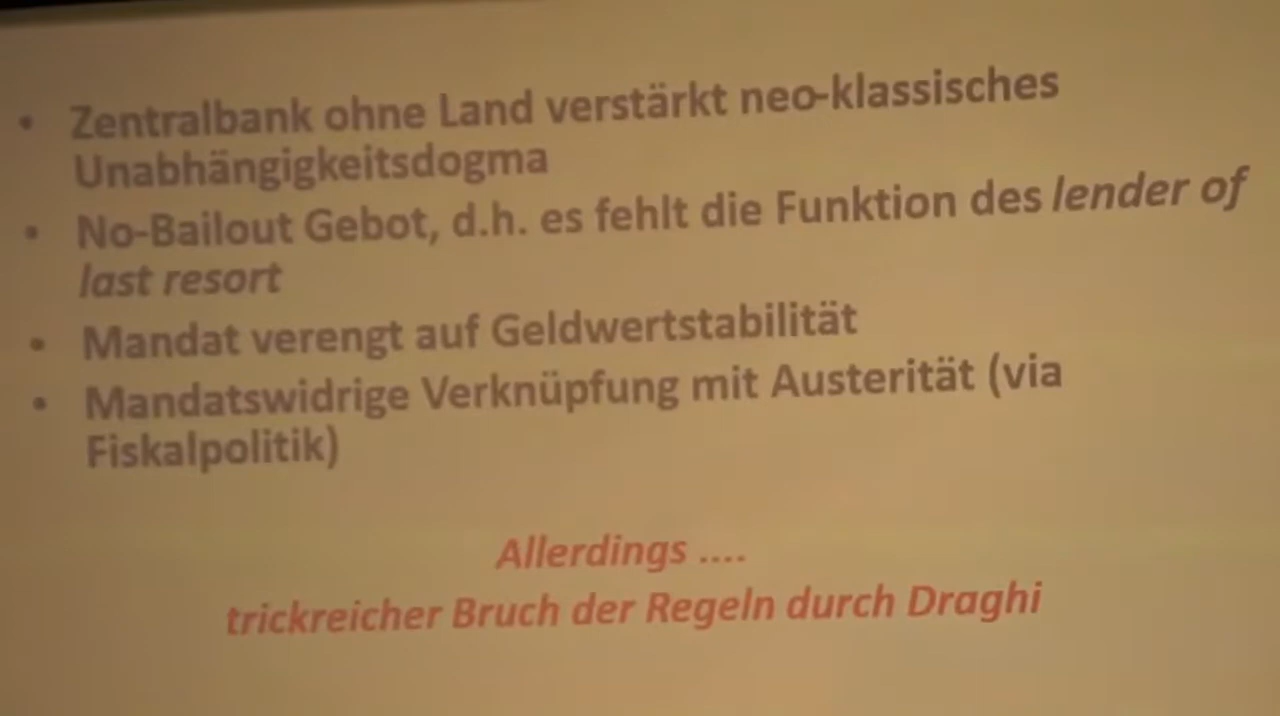 • Zentralbank ohne Land verstärkt neo-klassisches
Unabhängigkeitsdogma
• No-Bailout Gebot, d.h. es fehlt die Funktion des lender of
last resort
• Mandat verengt auf Geldwertstabilität
• Mandatswidrige Verknüpfung mit Austerität (via
Fiskalpolitik)
Allerdings ....
trickreicher Bruch der Regeln durch Draghi